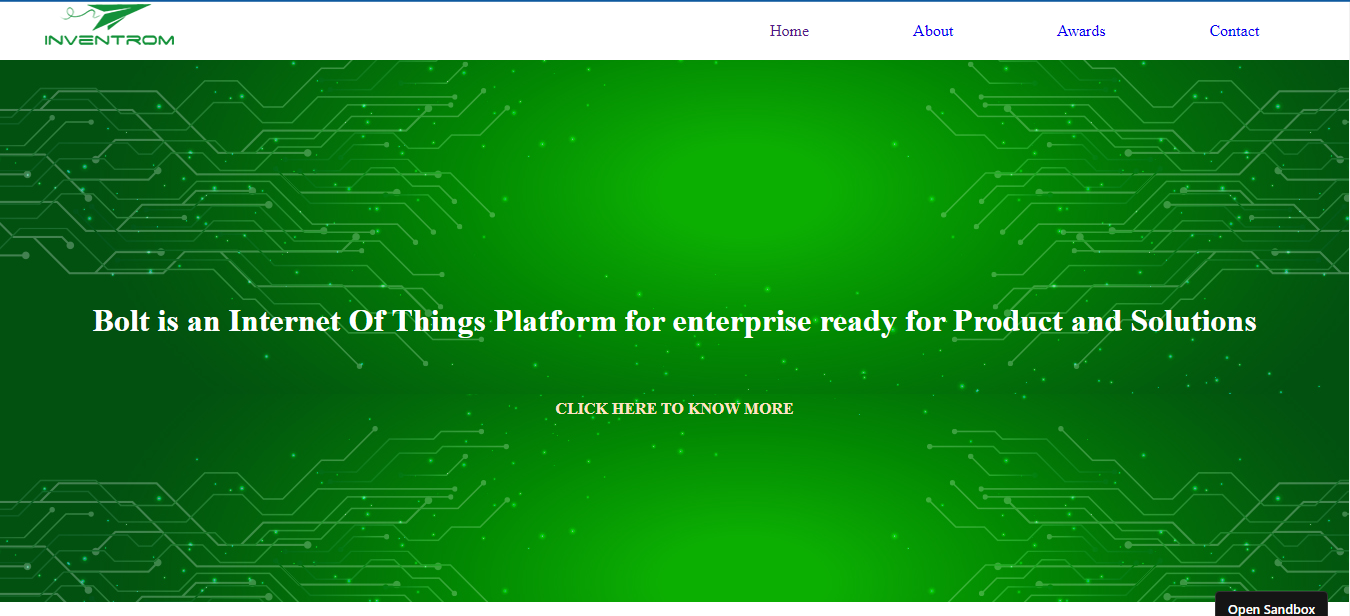 INVENTROM
Home
About
Awards
Contact
Bolt is an Internet Of Things Platform for enterprise ready for Product and Solutions
CLICK HERE TO KNOW MORE
Open Sandbox